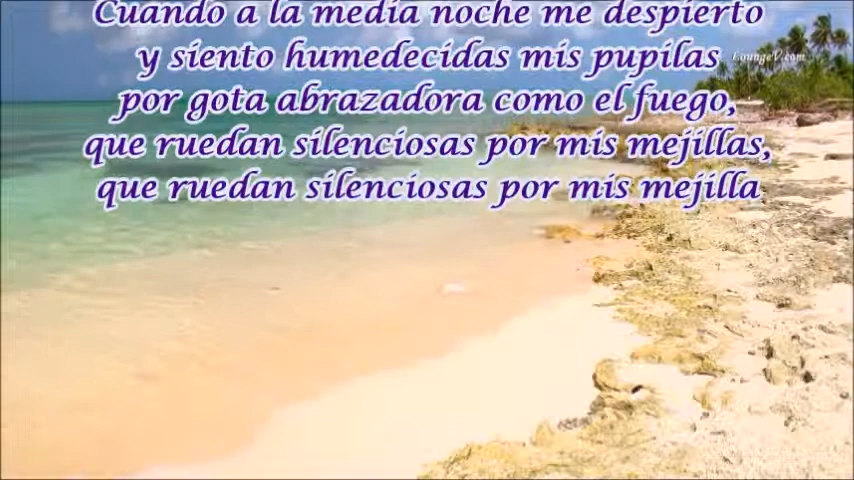 Cuando a la media noche me despierto
y siento humedecidas mis pupilas
LoungeV.com
por gota abrazadora como el fuego,
que ruedan silenciosas por mis mejillas,
que ruedan silenciosas por mis mejilla